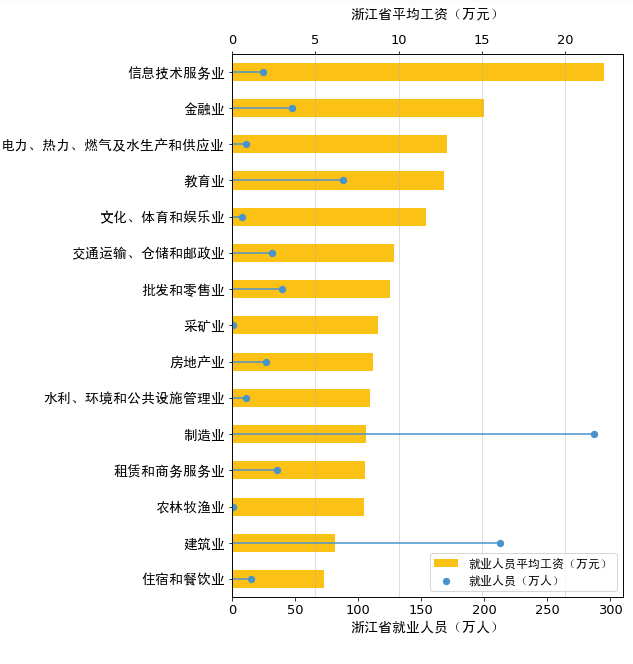 浙江省平均工资（万元）
0 5 10 15 20
信息技术服务业
金融业
电力、热力、燃气及水生产和供应业
教育业
文化、体育和娱乐业
交通运输、仓储和邮政业
批发和零售业
采矿业
房地产业
水利、环境和公共设施管理业
制造业
租赁和商务服务业
农林牧渔业
建筑业
住宿和餐饮业
就业人员平均工资（万元）
就业人员（万人）
0 50 100 150 200 250 300
浙江省就业人员（万人）